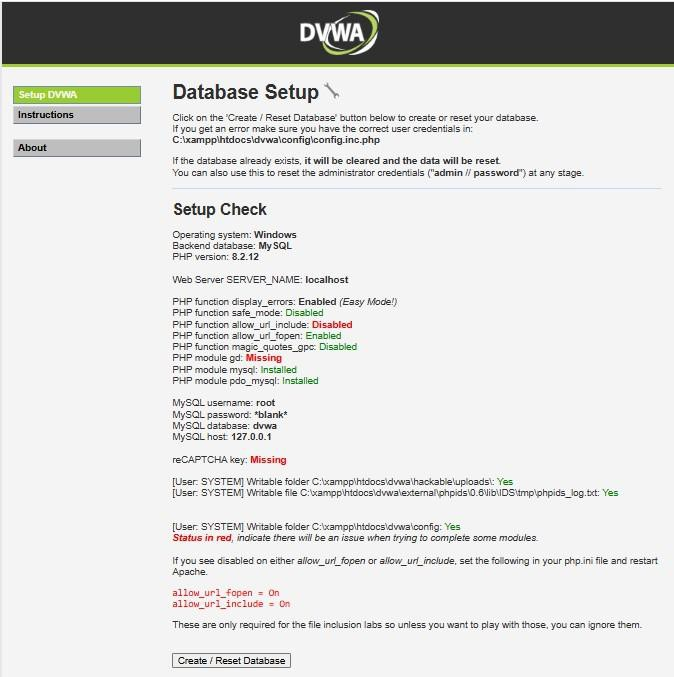 DVWA
Setup DVWA
Instructions
About
Database Setup
Click on the 'Create / Reset Database' button below to create or reset your database.
If you get an error make sure you have the correct user credentials in:
C:\xampp\htdocs\dvwa\config\config.inc.php
If the database already exists, it will be cleared and the data will be reset.
You can also use this to reset the administrator credentials ("admin // password") at any stage.
Setup Check
Operating system: Windows
Backend database: MySQL
PHP version: 8.2.12
Web Server SERVER_NAME: localhost
PHP function display_errors: Enabled (Easy Mode!)
PHP function safe_mode: Disabled
PHP function allow_url_include: Disabled
PHP function allow_url_fopen: Enabled
PHP function magic_quotes_gpc: Disabled
PHP module gd: Missing
PHP module mysql: Installed
PHP module pdo_mysql: Installed
MySQL username: root
MySQL password: *blank*
MySQL database: dvwa
MySQL host: 127.0.0.1
reCAPTCHA key: Missing
[User: SYSTEM] Writable folder C:\xampp\htdocs\dvwa\hackable\uploads\: Yes
[User: SYSTEM] Writable file C:\xampp\htdocs\dvwa\external\phpids\0.6\lib\IDS\tmp\phpids_log.txt: Yes
[User: SYSTEM] Writable folder C:\xampp\htdocs\dvwa\config: Yes
Status in red, indicate there will be an issue when trying to complete some modules.
If you see disabled on either allow_url_fopen or allow_url_include, set the following in your php.ini file and restart
Apache.
allow_url_fopen = On
allow_url_include = On
These are only required for the file inclusion labs so unless you want to play with those, you can ignore them.
Create / Reset Database